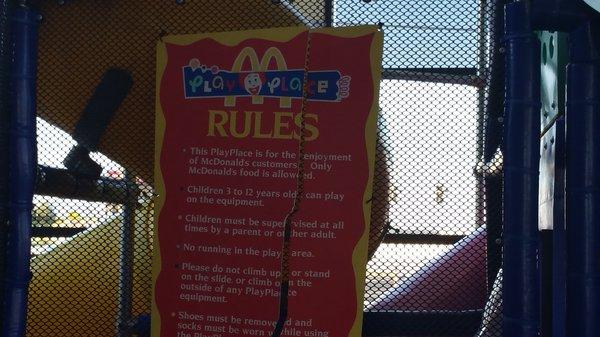 PLAY PLACE
RULES
• This PlayPlace is for the enjoyment
of McDonald's customers. Only
McDonald's food is allowed.
• Children 3 to 12 years old can play
on the equipment.
• Children must be supervised at all
times by a parent or other adult.
• No running in the play area.
• Please do not climb up or stand
on the slide, or climb on the
outside of any PlayPlace
equipment.
• Shoes must be removed and
socks must be worn while using
the